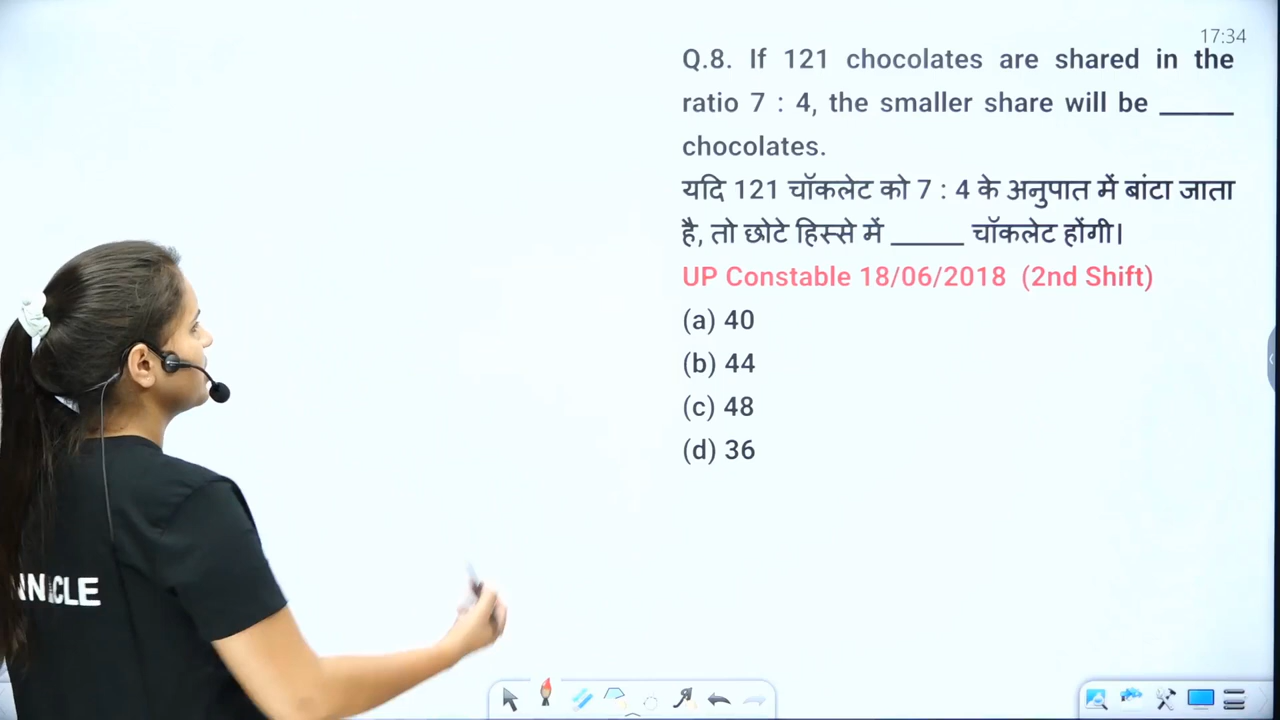 17:34
Q.8. If 121 chocolates are shared in the
ratio 7 : 4, the smaller share will be ______
chocolates.
यदि 121 चॉकलेट को 7 : 4 के अनुपात में बांटा जाता
है, तो छोटे हिस्से में ______ चॉकलेट होंगी।
UP Constable 18/06/2018 (2nd Shift)
(a) 40
(b) 44
(c) 48
(d) 36
NNACLE